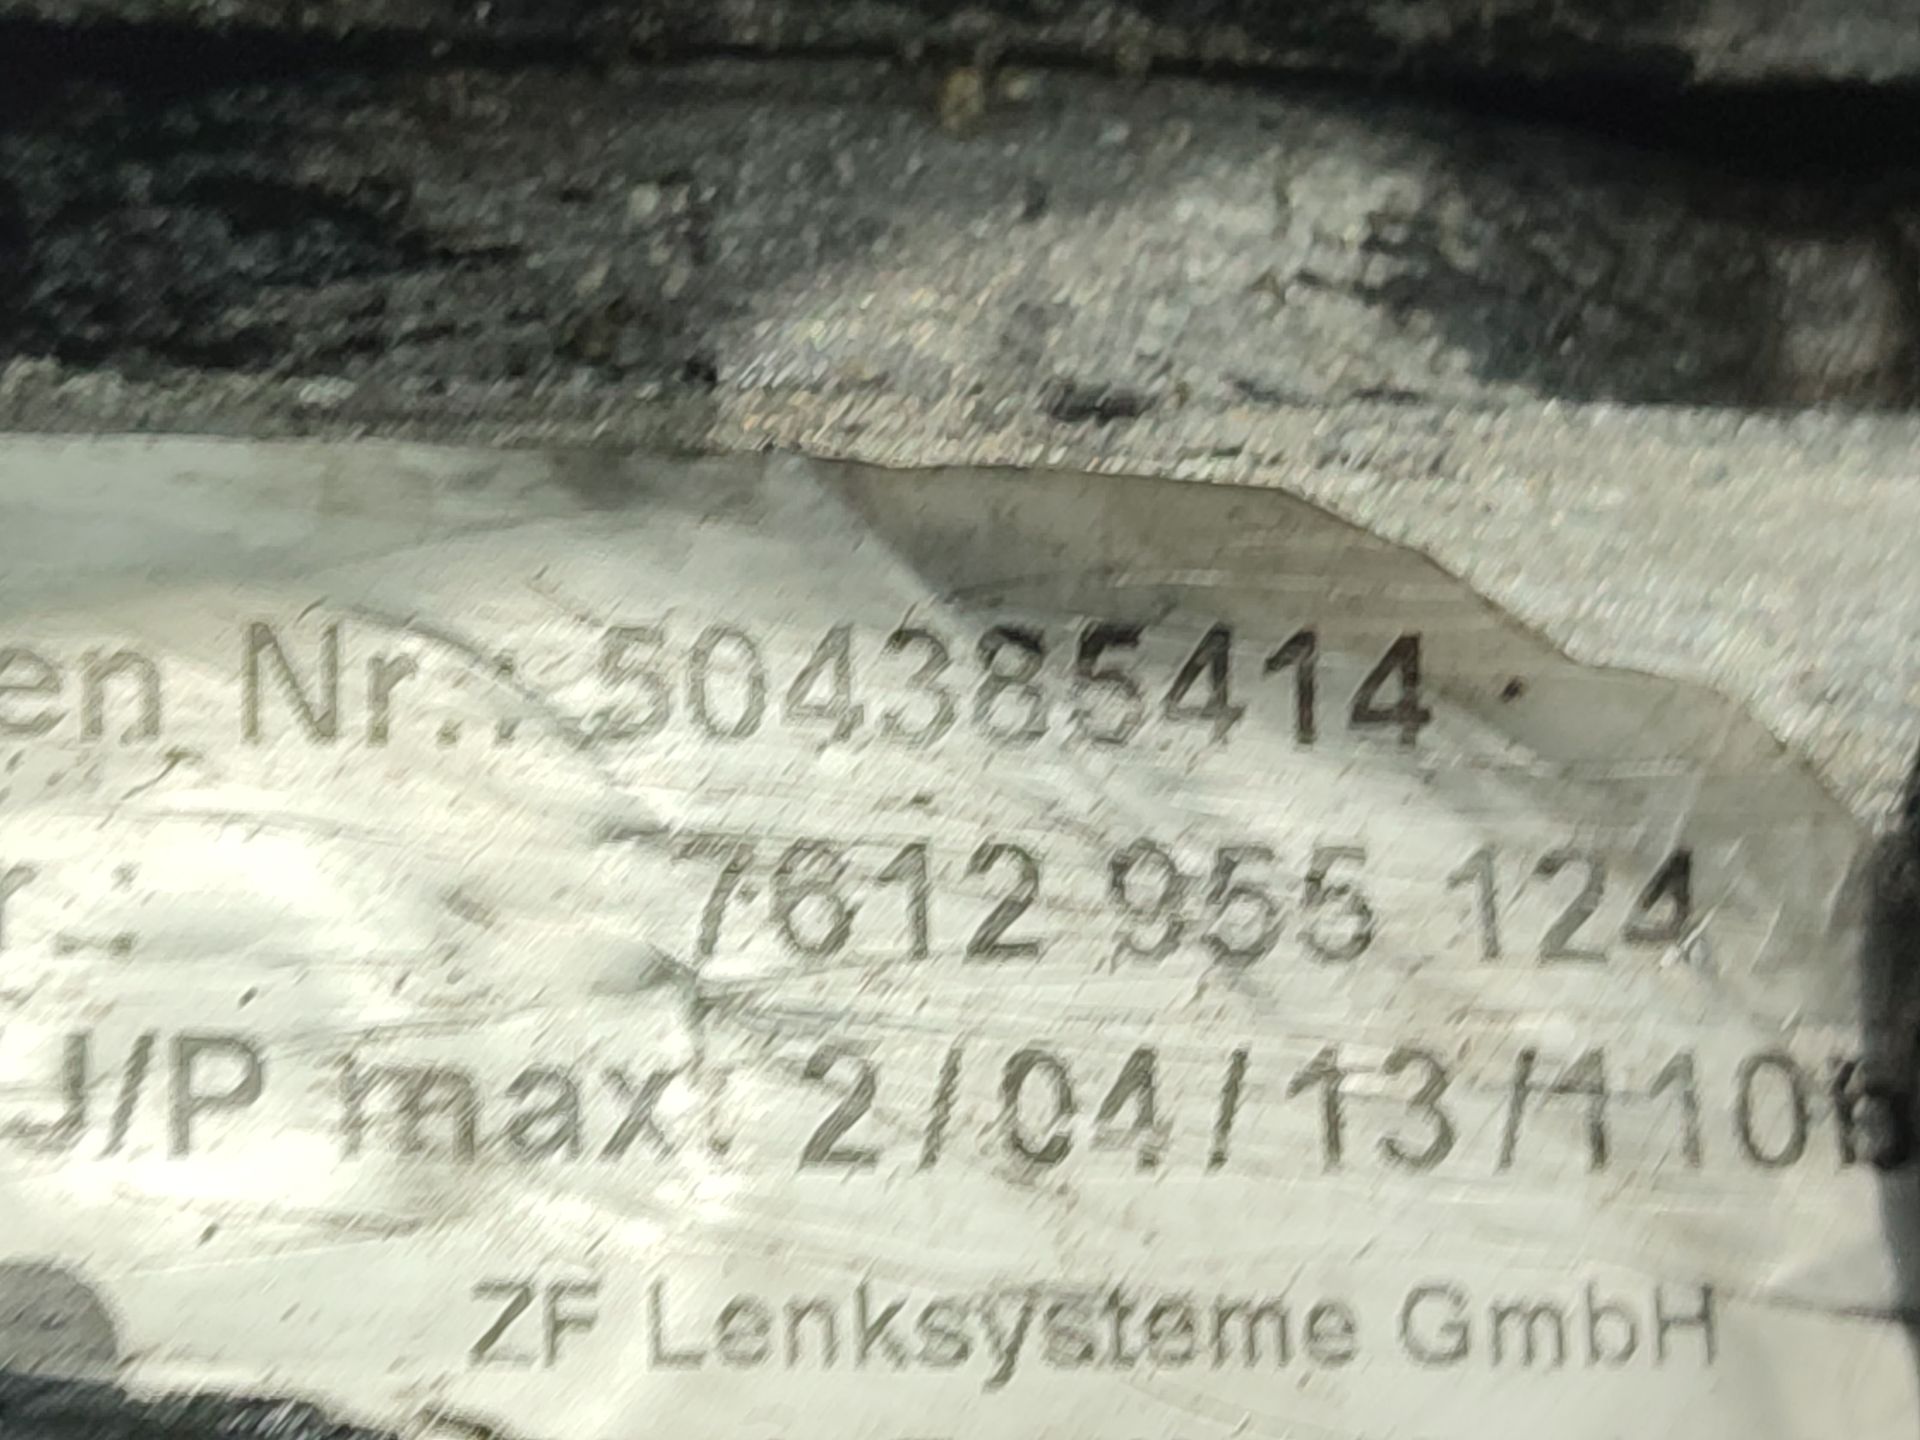 en Nr.: 504385414
r.: 7612 955 124
J/P max: 2/04/13/110b
ZF Lenksysteme GmbH